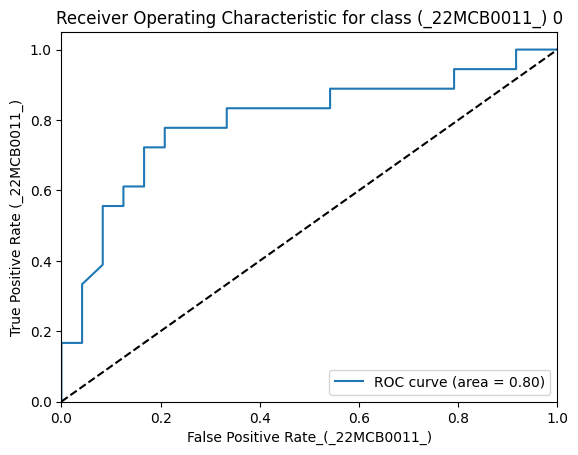 Receiver Operating Characteristic for class (_22MCB0011_) 0
True Positive Rate (_22MCB0011_)
1.0
0.8
0.6
0.4
0.2
0.0
ROC curve (area = 0.80)
0.0 0.2 0.4 0.6 0.8 1.0
False Positive Rate_(_22MCB0011_)